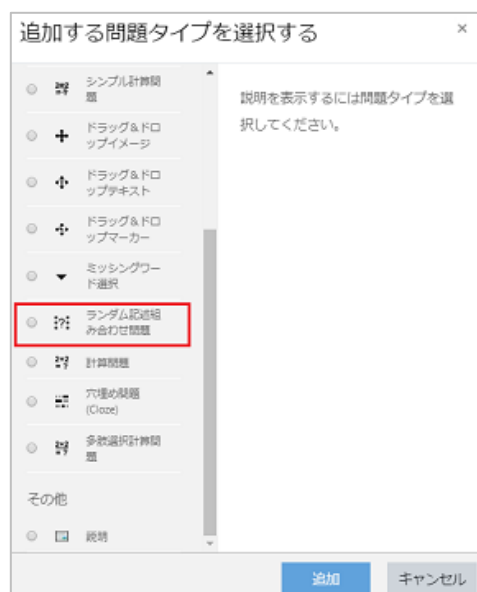 追加する問題タイプを選択する
×
シンプル計算問
題
説明を表示するには問題タイプを選
択してください。
ドラッグ&ドロ
ップイメージ
ドラッグ&ドロ
ップテキスト
ドラッグ&ドロ
ップマーカー
ミッシングワー
ド選択
ランダム記述組
み合わせ問題
計算問題
穴埋め問題
(Cloze)
多肢選択計算問
題
その他
説明
追加
キャンセル